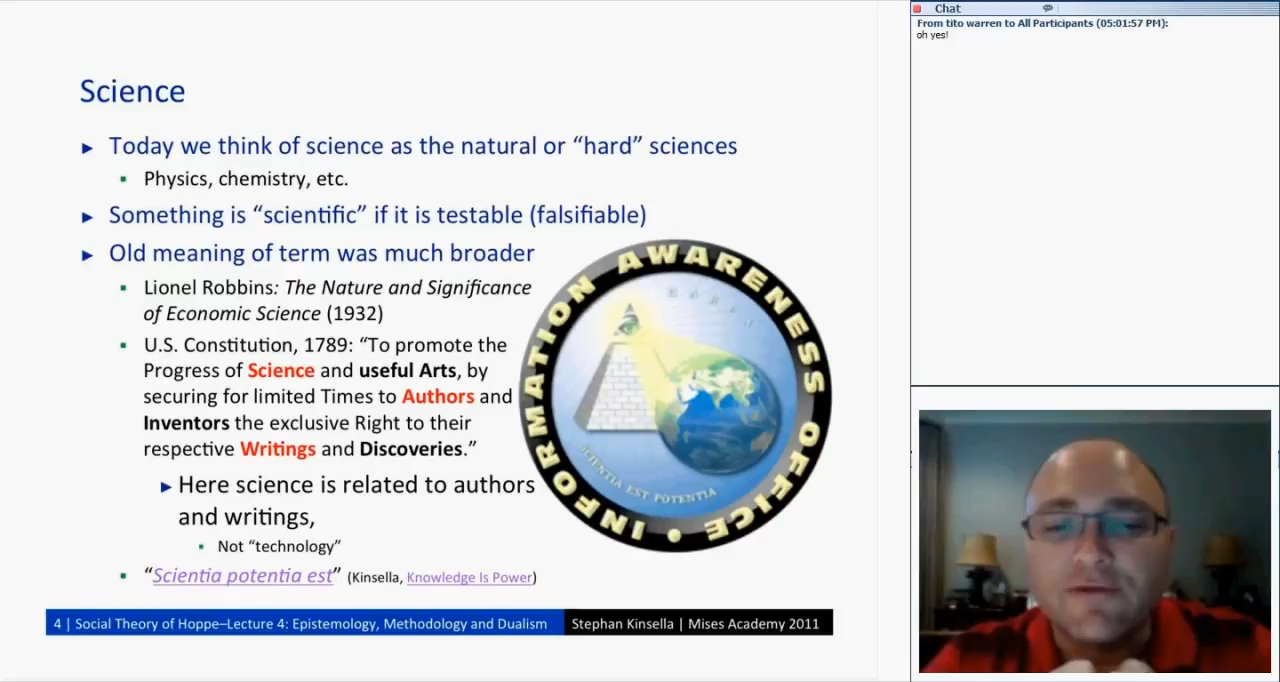 Science
► Today we think of science as the natural or “hard” sciences
▪ Physics, chemistry, etc.
► Something is “scientific” if it is testable (falsifiable)
► Old meaning of term was much broader
▪ Lionel Robbins: The Nature and Significance
of Economic Science (1932)
▪ U.S. Constitution, 1789: “To promote the
Progress of Science and useful Arts, by
securing for limited Times to Authors and
Inventors the exclusive Right to their
respective Writings and Discoveries.”
► Here science is related to authors
and writings,
▪ Not “technology”
▪ “Scientia potentia est” (Kinsella, Knowledge Is Power)
INFORMATION AWARENESS OFFICE
DARPA
SCIENTIA EST POTENTIA
4 | Social Theory of Hoppe–Lecture 4: Epistemology, Methodology and Dualism
Stephan Kinsella | Mises Academy 2011
Chat
From tito warren to All Participants (05:01:57 PM):
oh yes!